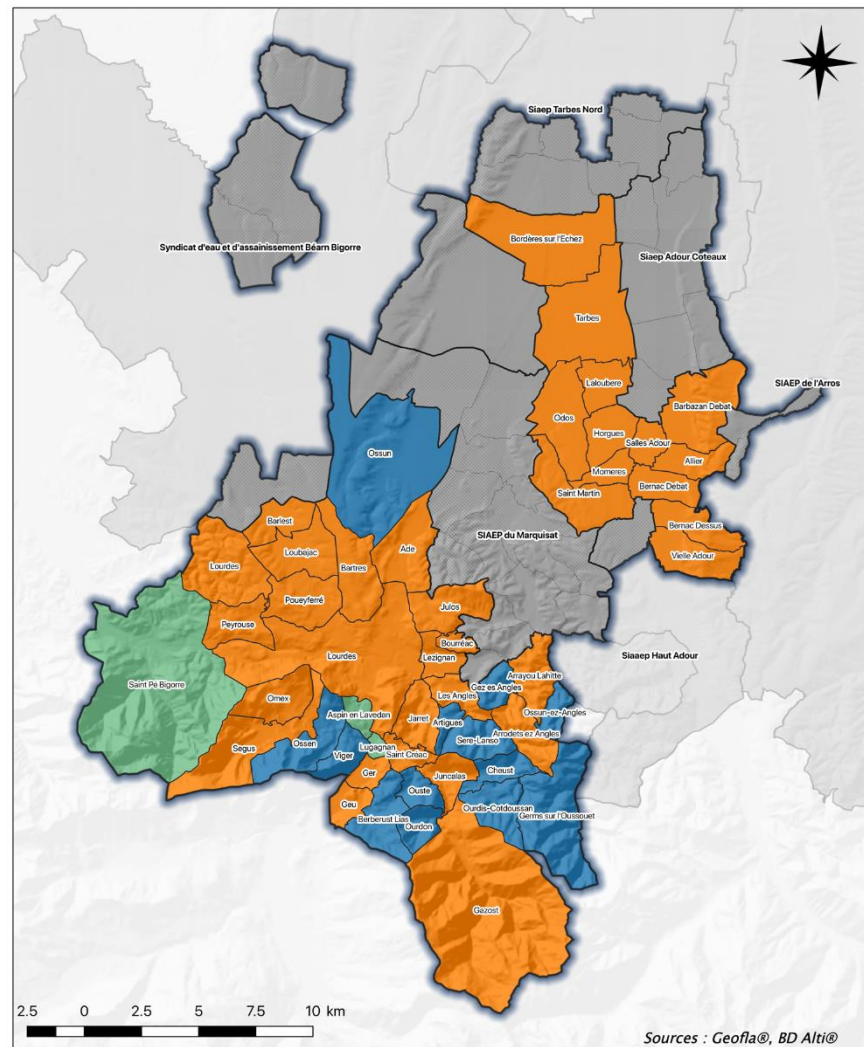 Siaep Tarbes Nord
Syndicat d'eau et d'assainissement Béarn Bigorre
Bordères sur l'Echez
Siaep Adour Coteaux
Tarbes
Laloubere
SIAEP de l'Arros
Barbazan Debat
Odos
Horgues
Salles Adour
Ossun
Allier
Momeres
Bernac Debat
Saint Martin
Barlest
Bernac Dessus
SIAEP du Marquisat
Ade
Loubajac
Vielle Adour
Lourdes
Bartres
Poueyferré
Julos
Peyrouse
Bourréac
Siaaep Haut Adour
Lourdes
Lezignan
Arrayou Lahitte
Saint Pé Bigorre
Gez es Angles
Omex
Les Angles
Ossun-ez-Angles
Aspin en Lavedan
Artigues
Jarret
Arrodets ez Angles
Segus
Ossen
Lugagnan
Sere-Lanso
Viger
Saint Créac
Ger
Juncalas
Cheust
Ouste
Geu
Ourdis-Cotdoussan
Germs sur l'Oussouet
Berberust Lias
Ourdon
Gazost
2.5 0 2.5 5 7.5 10 km
Sources : Geofla®, BD Alti®